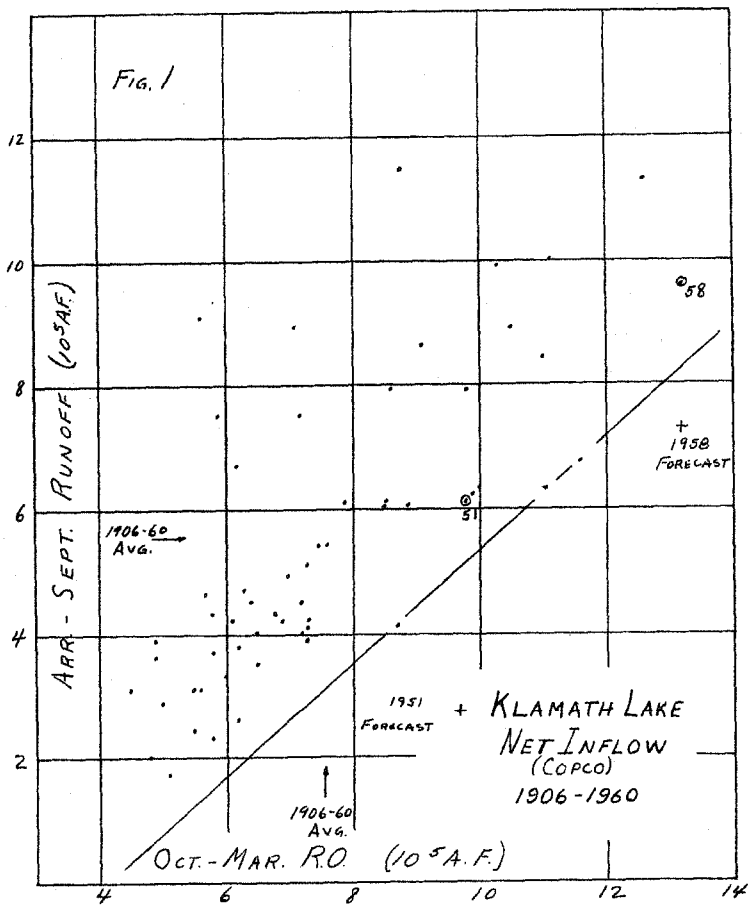 FIG. 1
12
10
8
6
4
2
APR.-SEPT. RUNOFF (10⁵A.F.)
58
+
1958
FORECAST
51
1906-60
AVG.
1951
FORECAST +
KLAMATH LAKE
NET INFLOW
(COPCO)
1906-1960
1906-60
AVG.
OCT.-MAR. R.O. (10⁵A.F.)
4 6 8 10 12 14